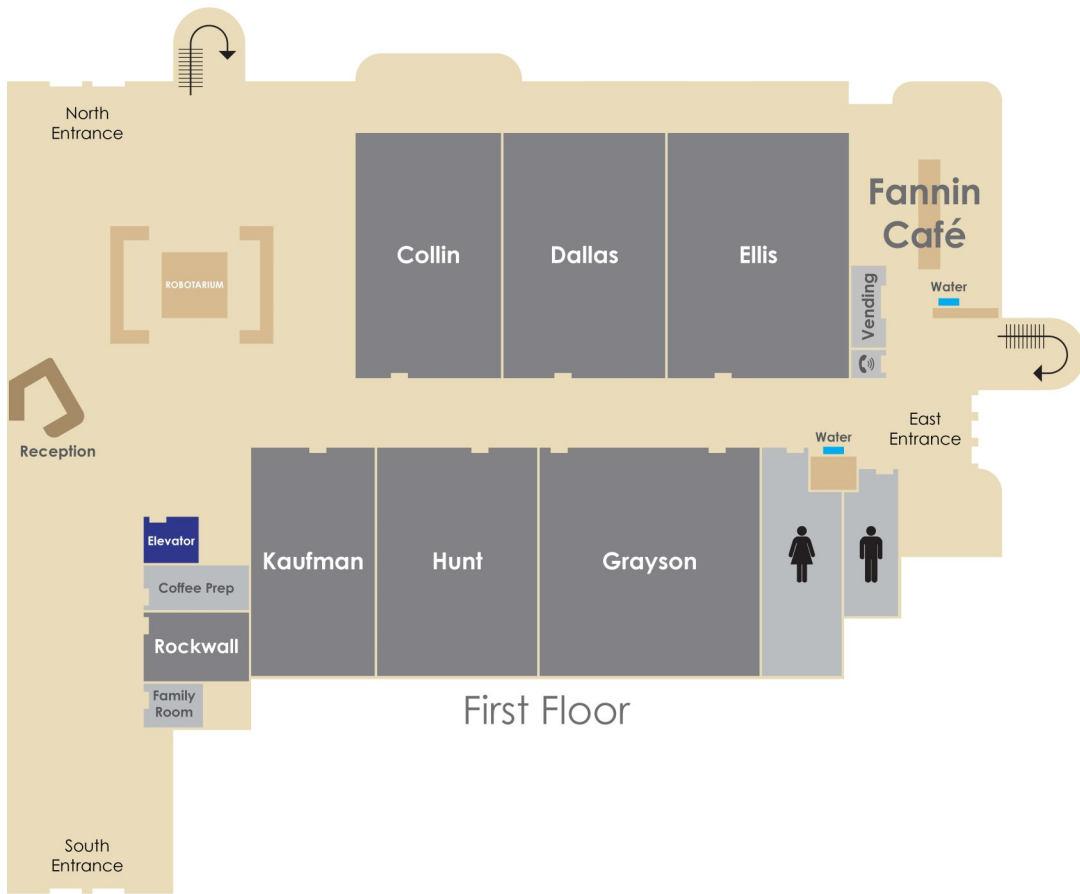 North
Entrance
Fannin
Café
Collin
Dallas
Ellis
ROBOTARIUM
Vending
Water
Reception
East
Entrance
Water
Elevator
Coffee Prep
Kaufman
Hunt
Grayson
Rockwall
Family
Room
First Floor
South
Entrance